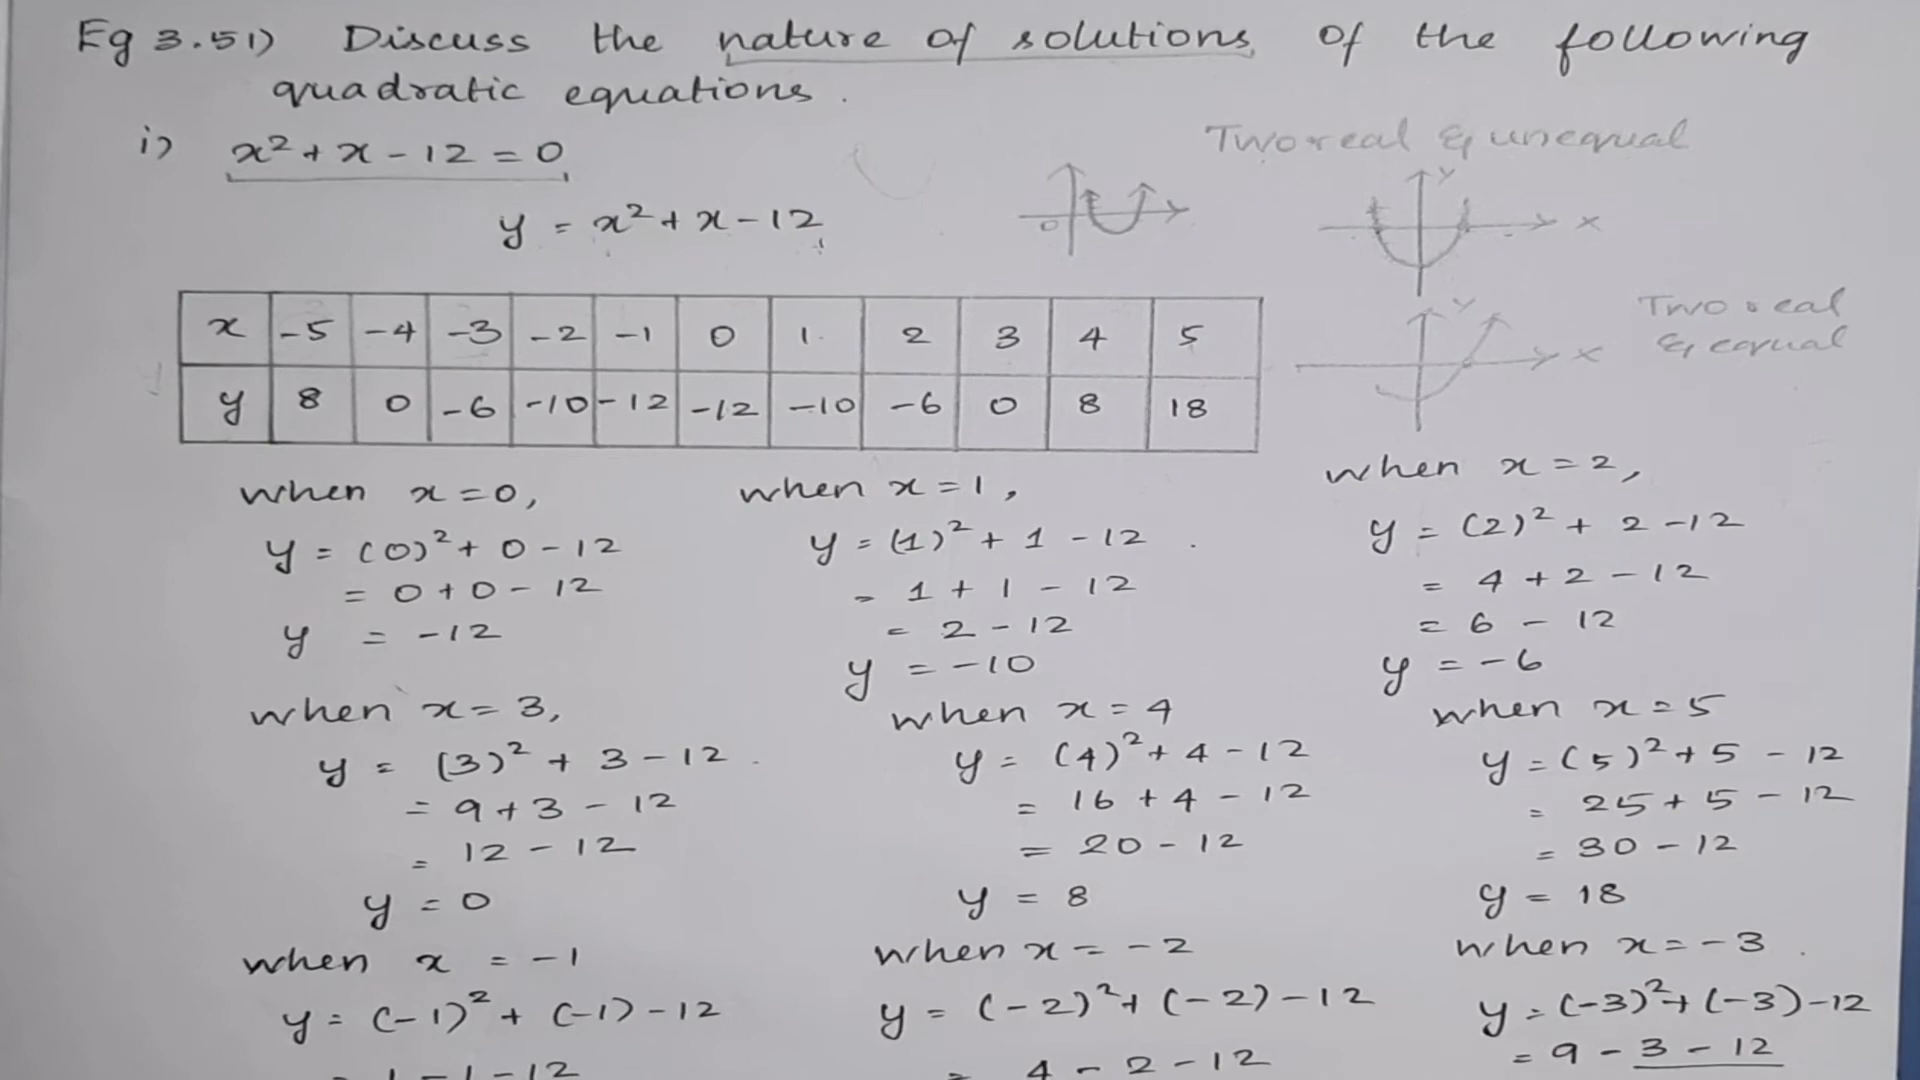 Eg 3.51) Discuss the nature of solutions of the following
quadratic equations.
i) x² + x - 12 = 0
Two real & unequal
y = x² + x - 12
O
Y
X
x -5 -4 -3 -2 -1 0 1 2 3 4 5
y 8 0 -6 -10 -12 -12 -10 -6 0 8 18
Y
X
Two real
& equal
when x = 0,
y = (0)² + 0 - 12
= 0 + 0 - 12
y = -12
when x = 1,
y = (1)² + 1 - 12
= 1 + 1 - 12
= 2 - 12
y = -10
when x = 2,
y = (2)² + 2 - 12
= 4 + 2 - 12
= 6 - 12
y = -6
when x = 3,
y = (3)² + 3 - 12
= 9 + 3 - 12
= 12 - 12
y = 0
when x = 4
y = (4)² + 4 - 12
= 16 + 4 - 12
= 20 - 12
y = 8
when x = 5
y = (5)² + 5 - 12
= 25 + 5 - 12
= 30 - 12
y = 18
when x = -1
y = (-1)² + (-1) - 12
= 1 - 1 - 12
when x = -2
y = (-2)² + (-2) - 12
= 4 - 2 - 12
when x = -3
y = (-3)² + (-3) - 12
= 9 - 3 - 12